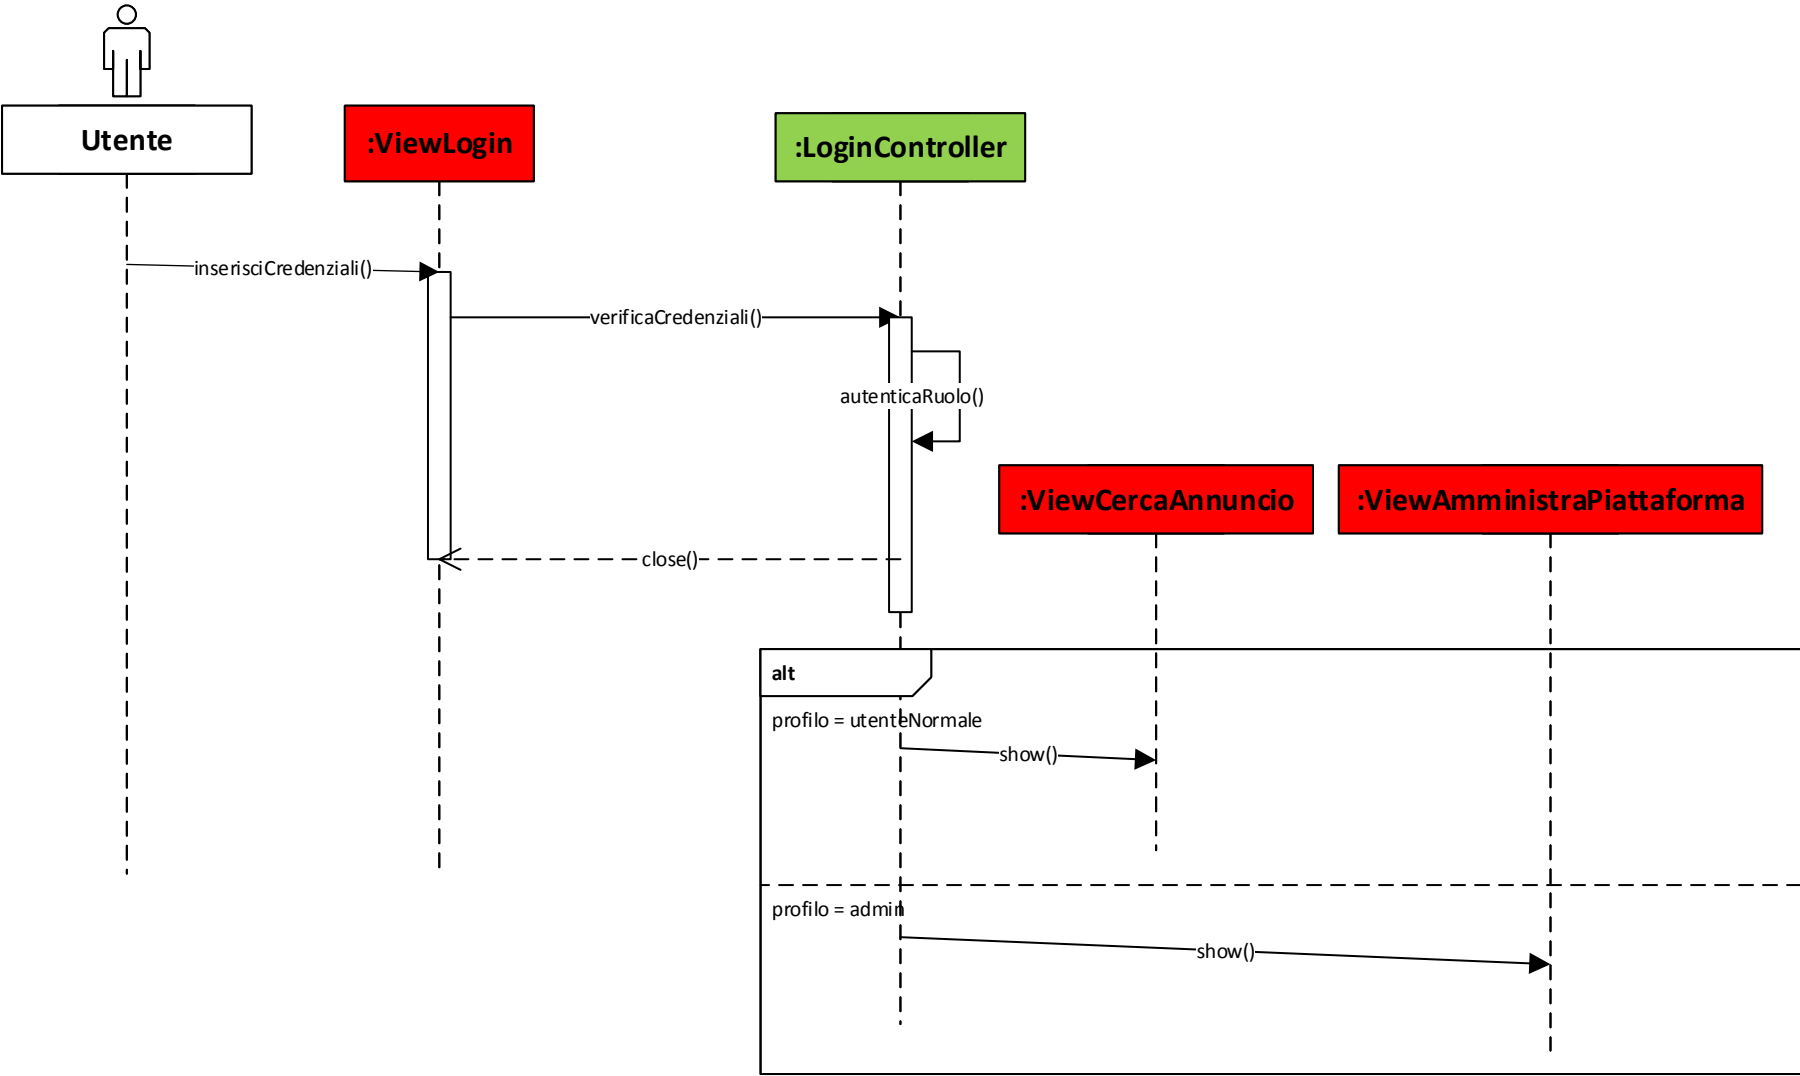 Utente
:ViewLogin
:LoginController
inserisciCredenziali()
verificaCredenziali()
autenticaRuolo()
:ViewCercaAnnuncio
:ViewAmministraPiattaforma
close()
alt
profilo = utenteNormale
show()
profilo = admin
show()